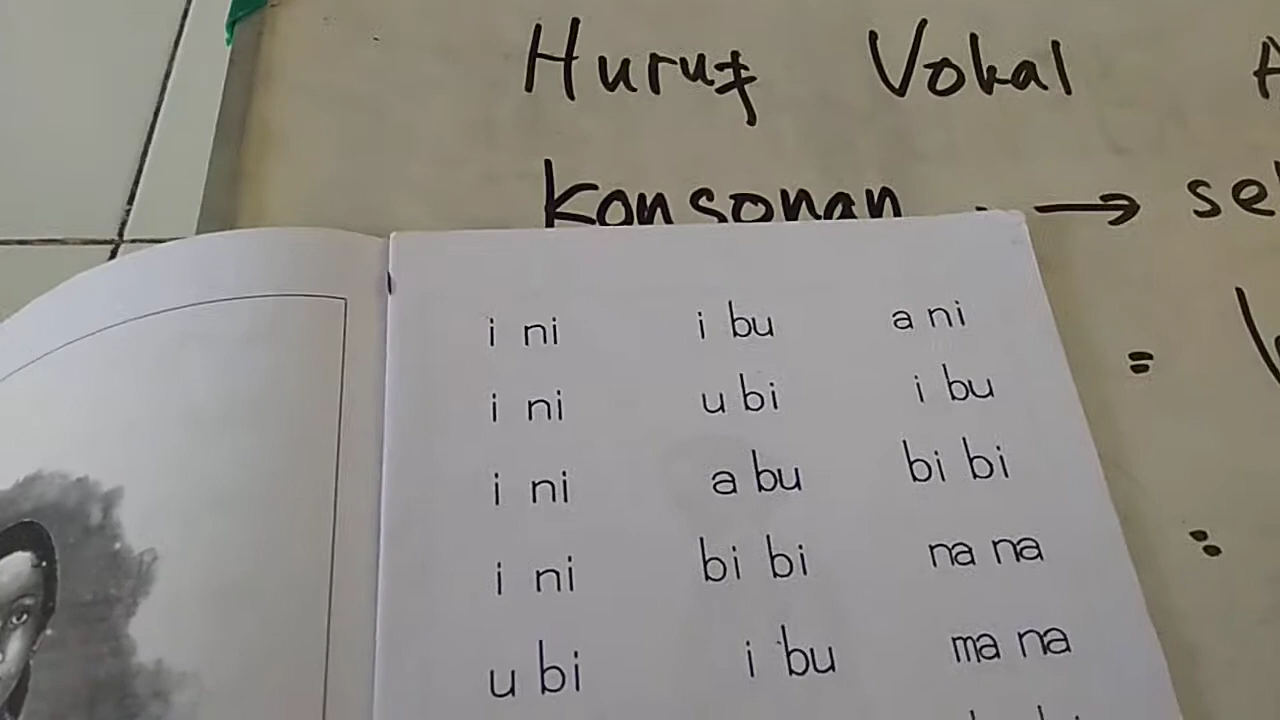 Huruf Vokal A
Konsonan → se
=
:
i ni i bu a ni
i ni u bi i bu
i ni a bu bi bi
i ni bi bi na na
u bi i bu ma na